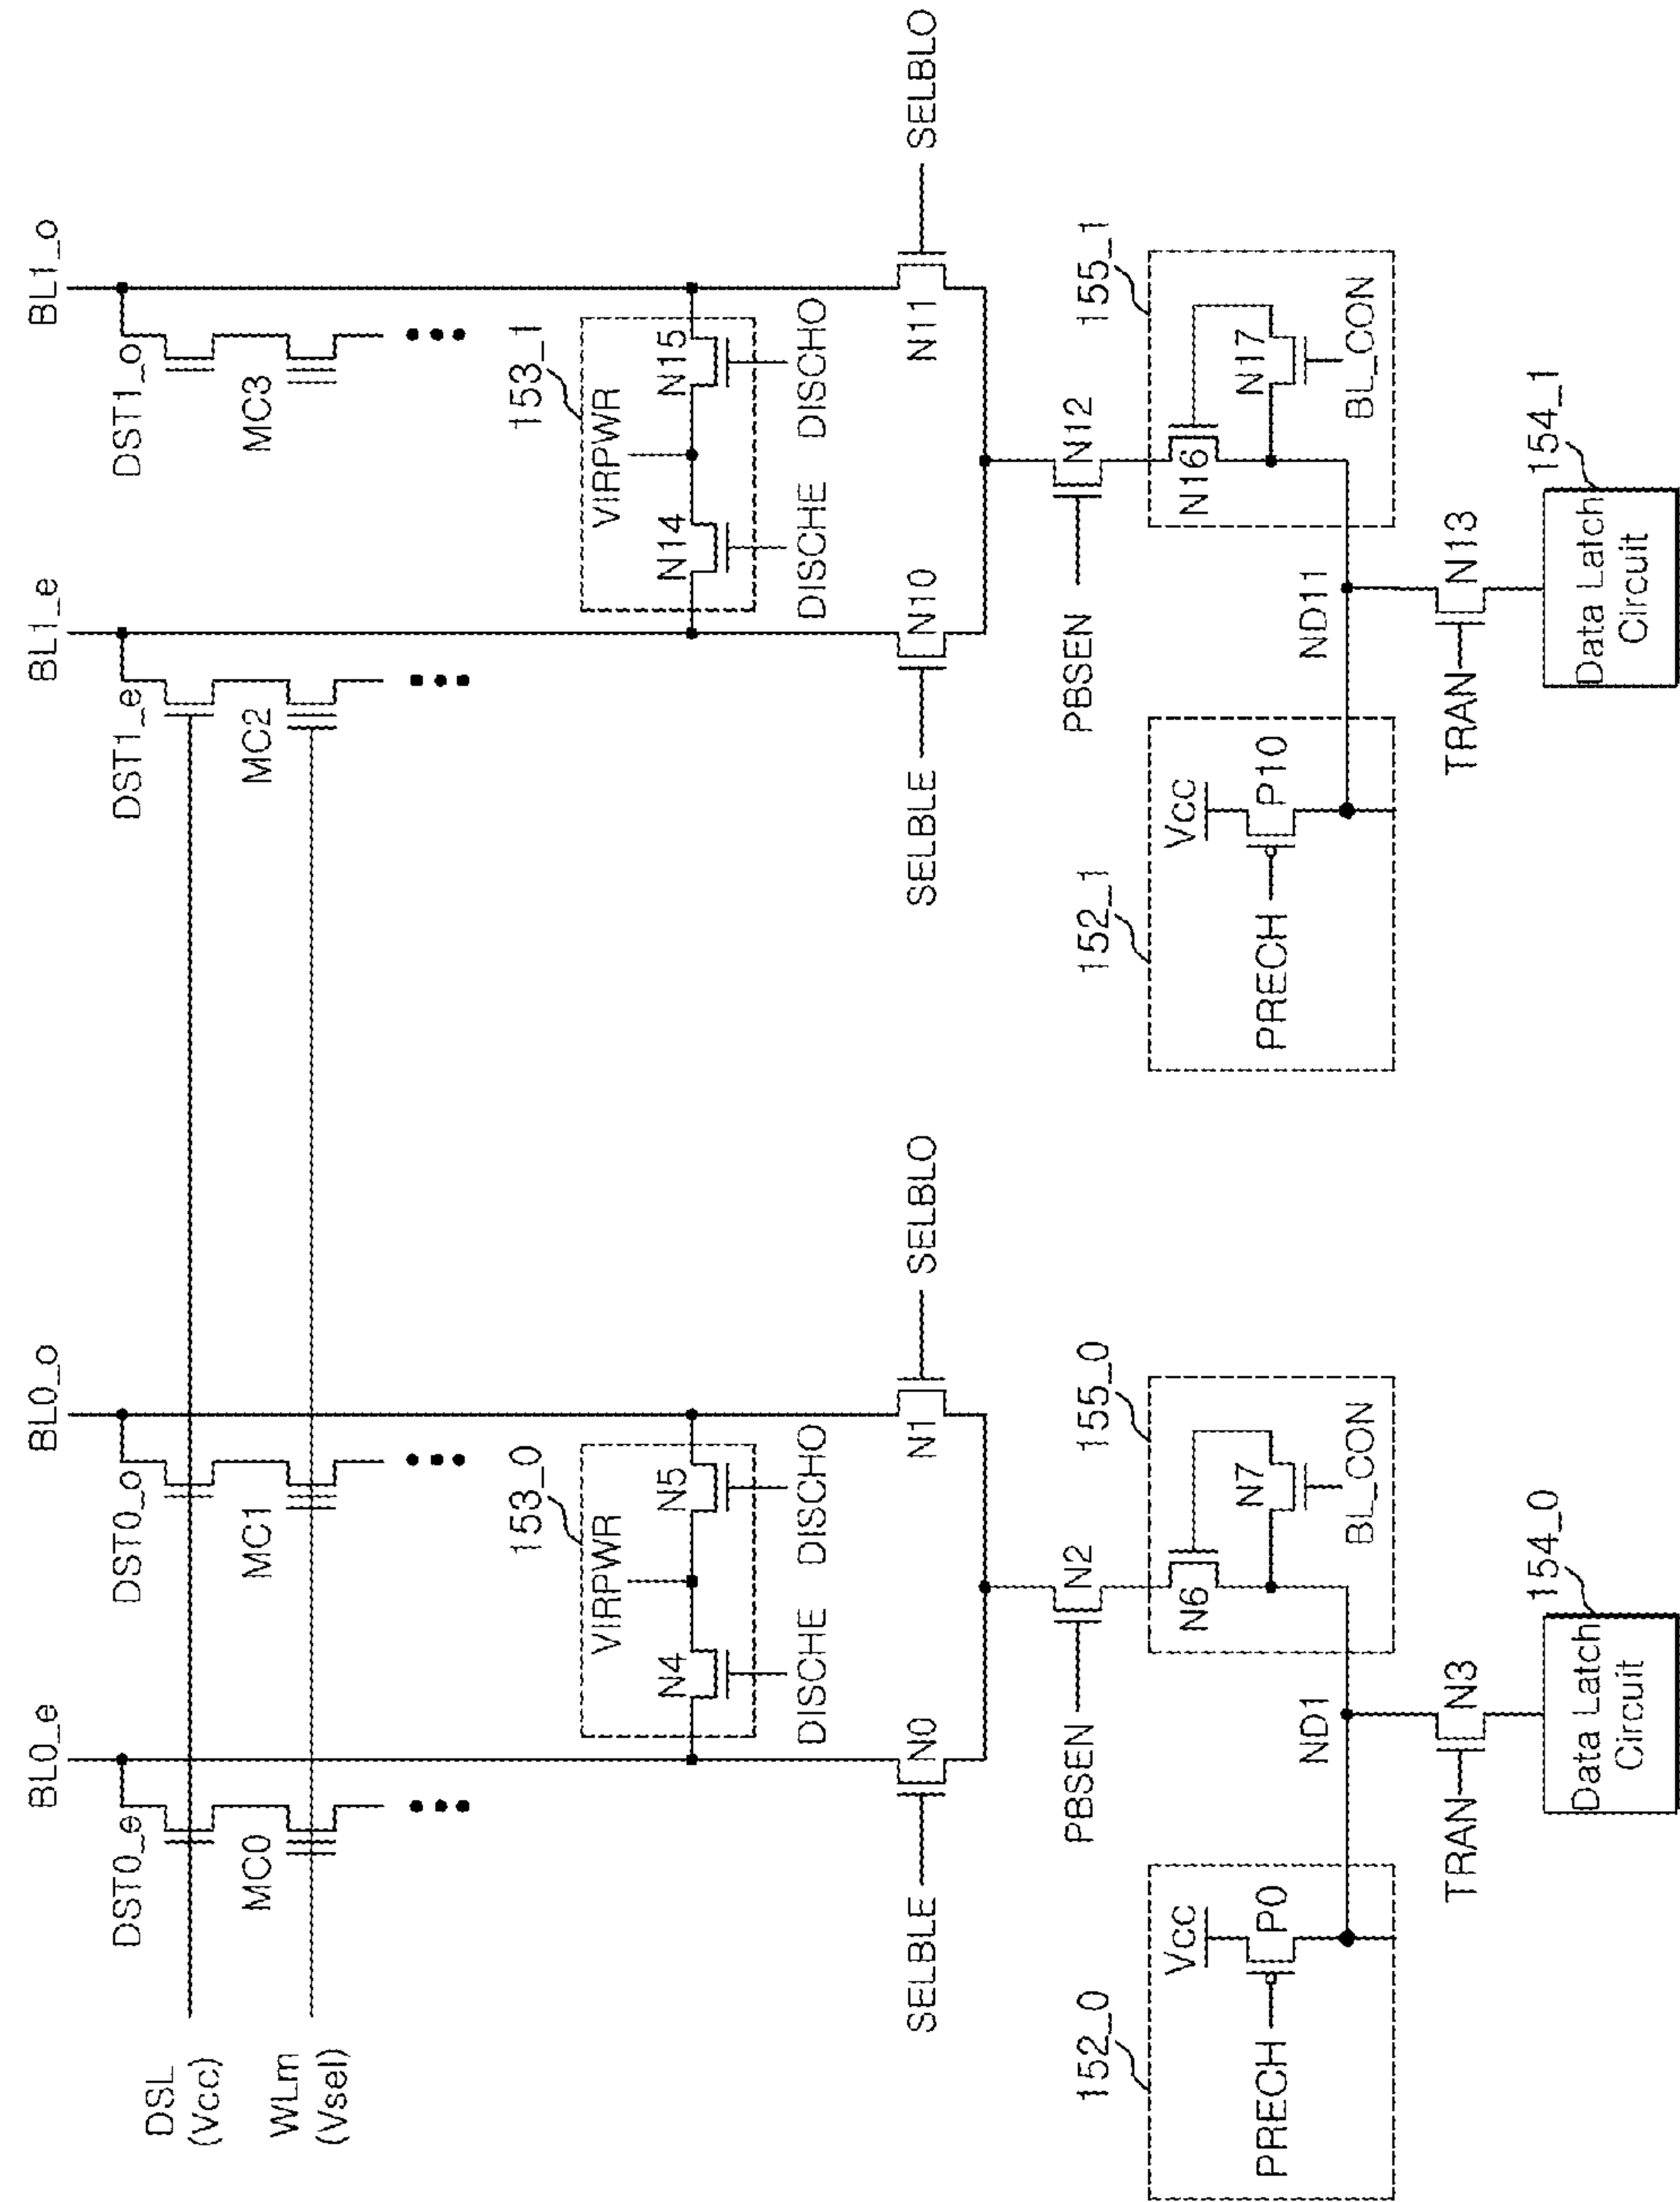 BL0_e
BL0_o
BL1_e
BL1_o
DST0_e
DST0_o
DST1_e
DST1_o
DSL
(Vcc)
MC0
MC1
MC2
MC3
WLm
(Vsel)
153_0
153_1
VIRPWR
VIRPWR
N4
N5
N14
N15
DISCHE
DISCHO
DISCHE
DISCHO
SELBLE
N0
N1
SELBLO
SELBLE
N10
N11
SELBLO
PBSEN
N2
PBSEN
N12
152_0
155_0
152_1
155_1
Vcc
N6
Vcc
N16
PRECH
P0
N7
PRECH
P10
N17
BL_CON
BL_CON
ND1
ND11
TRAN
N3
TRAN
N13
154_0
154_1
Data Latch
Circuit
Data Latch
Circuit